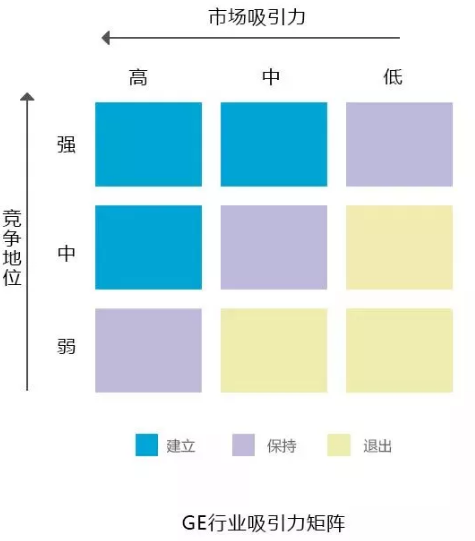 市场吸引力
高 中 低
强
竞争地位
中
弱
建立 保持 退出
GE行业吸引力矩阵